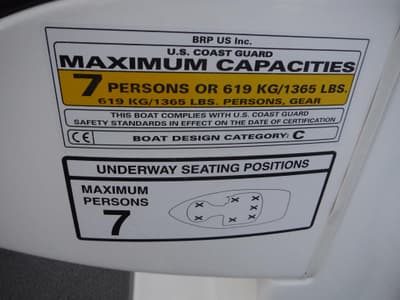 BRP US Inc.
U.S. COAST GUARD
MAXIMUM CAPACITIES
7 PERSONS OR 619 KG/1365 LBS.
619 KG/1365 LBS. PERSONS, GEAR
THIS BOAT COMPLIES WITH U.S. COAST GUARD
SAFETY STANDARDS IN EFFECT ON THE DATE OF CERTIFICATION
CE BOAT DESIGN CATEGORY: C
UNDERWAY SEATING POSITIONS
MAXIMUM
PERSONS
7